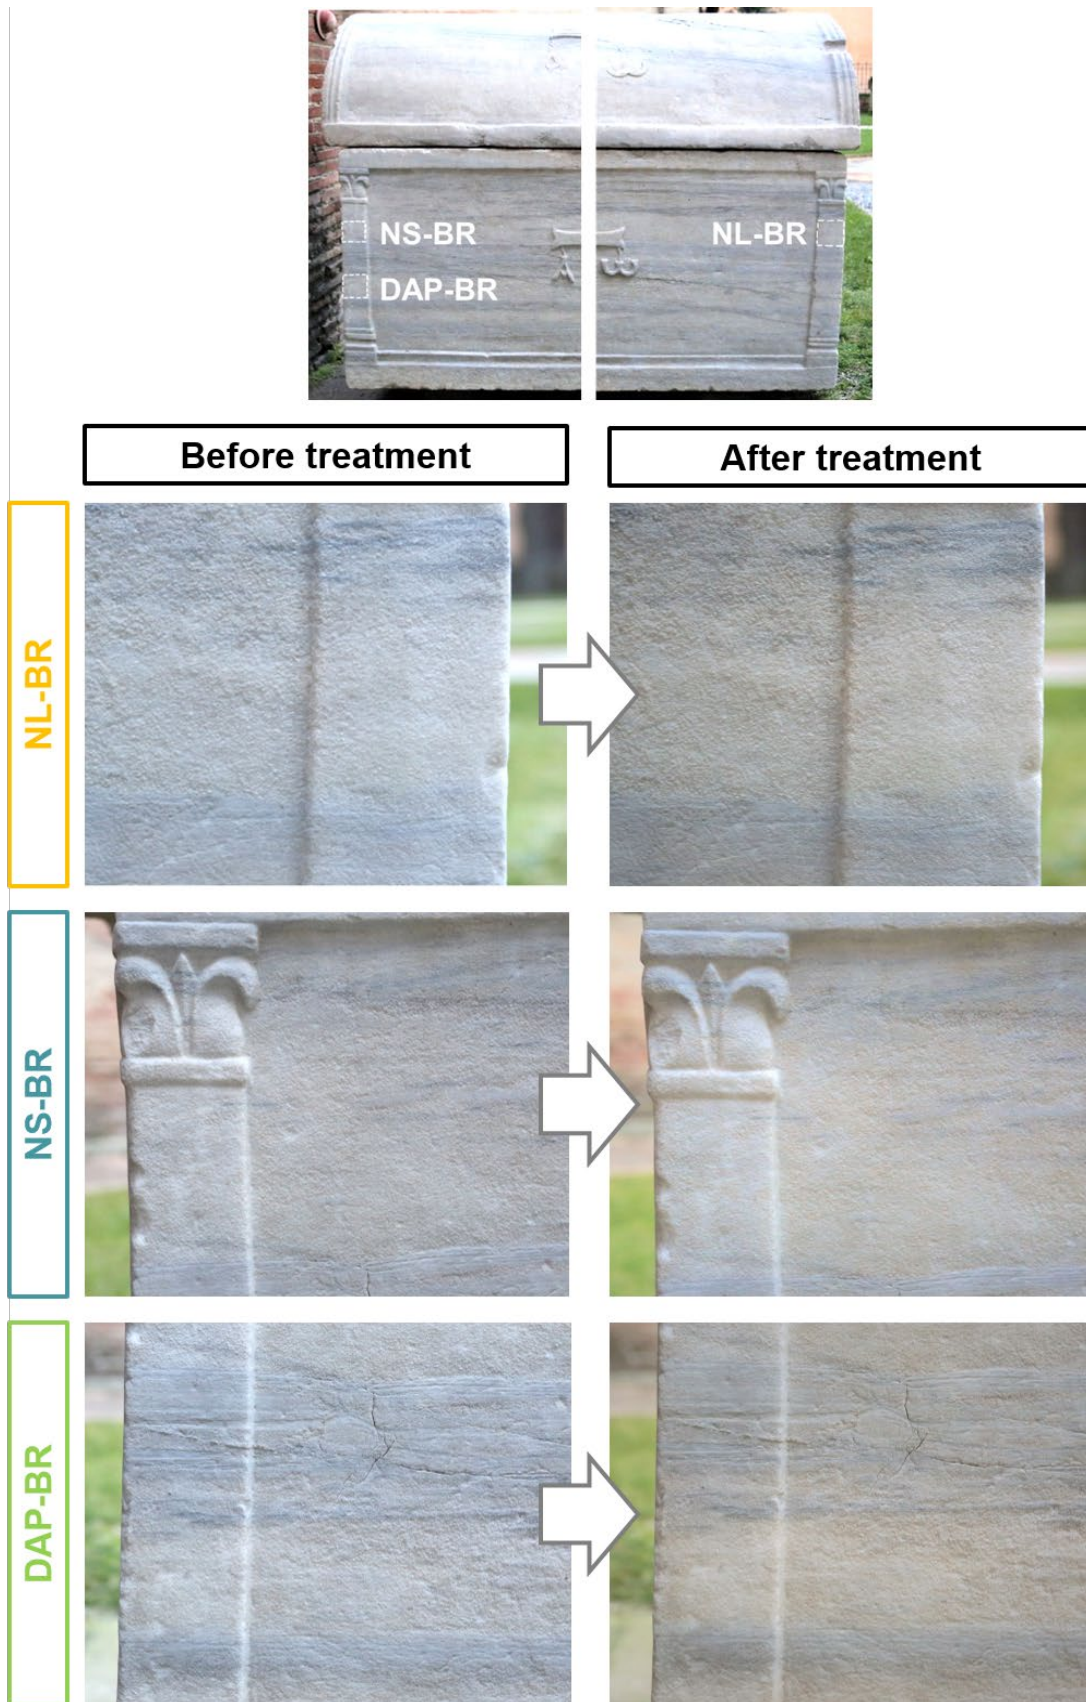 NS-BR
NL-BR
DAP-BR
Before treatment
After treatment
NL-BR
NS-BR
DAP-BR